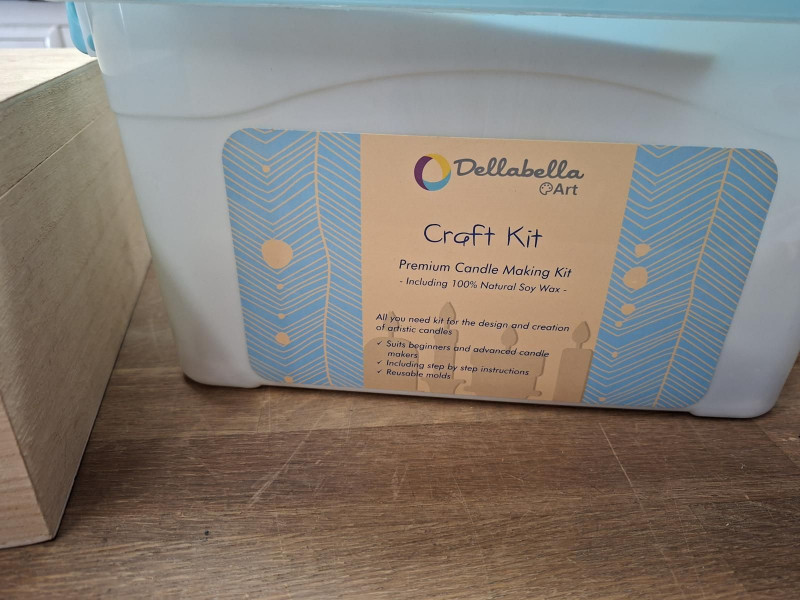 Dellabella
Art
Craft Kit
Premium Candle Making Kit
- Including 100% Natural Soy Wax -
All you need kit for the design and creation
of artistic candles
✓ Suits beginners and advanced candle
makers
✓ Including step by step instructions
✓ Reusable molds